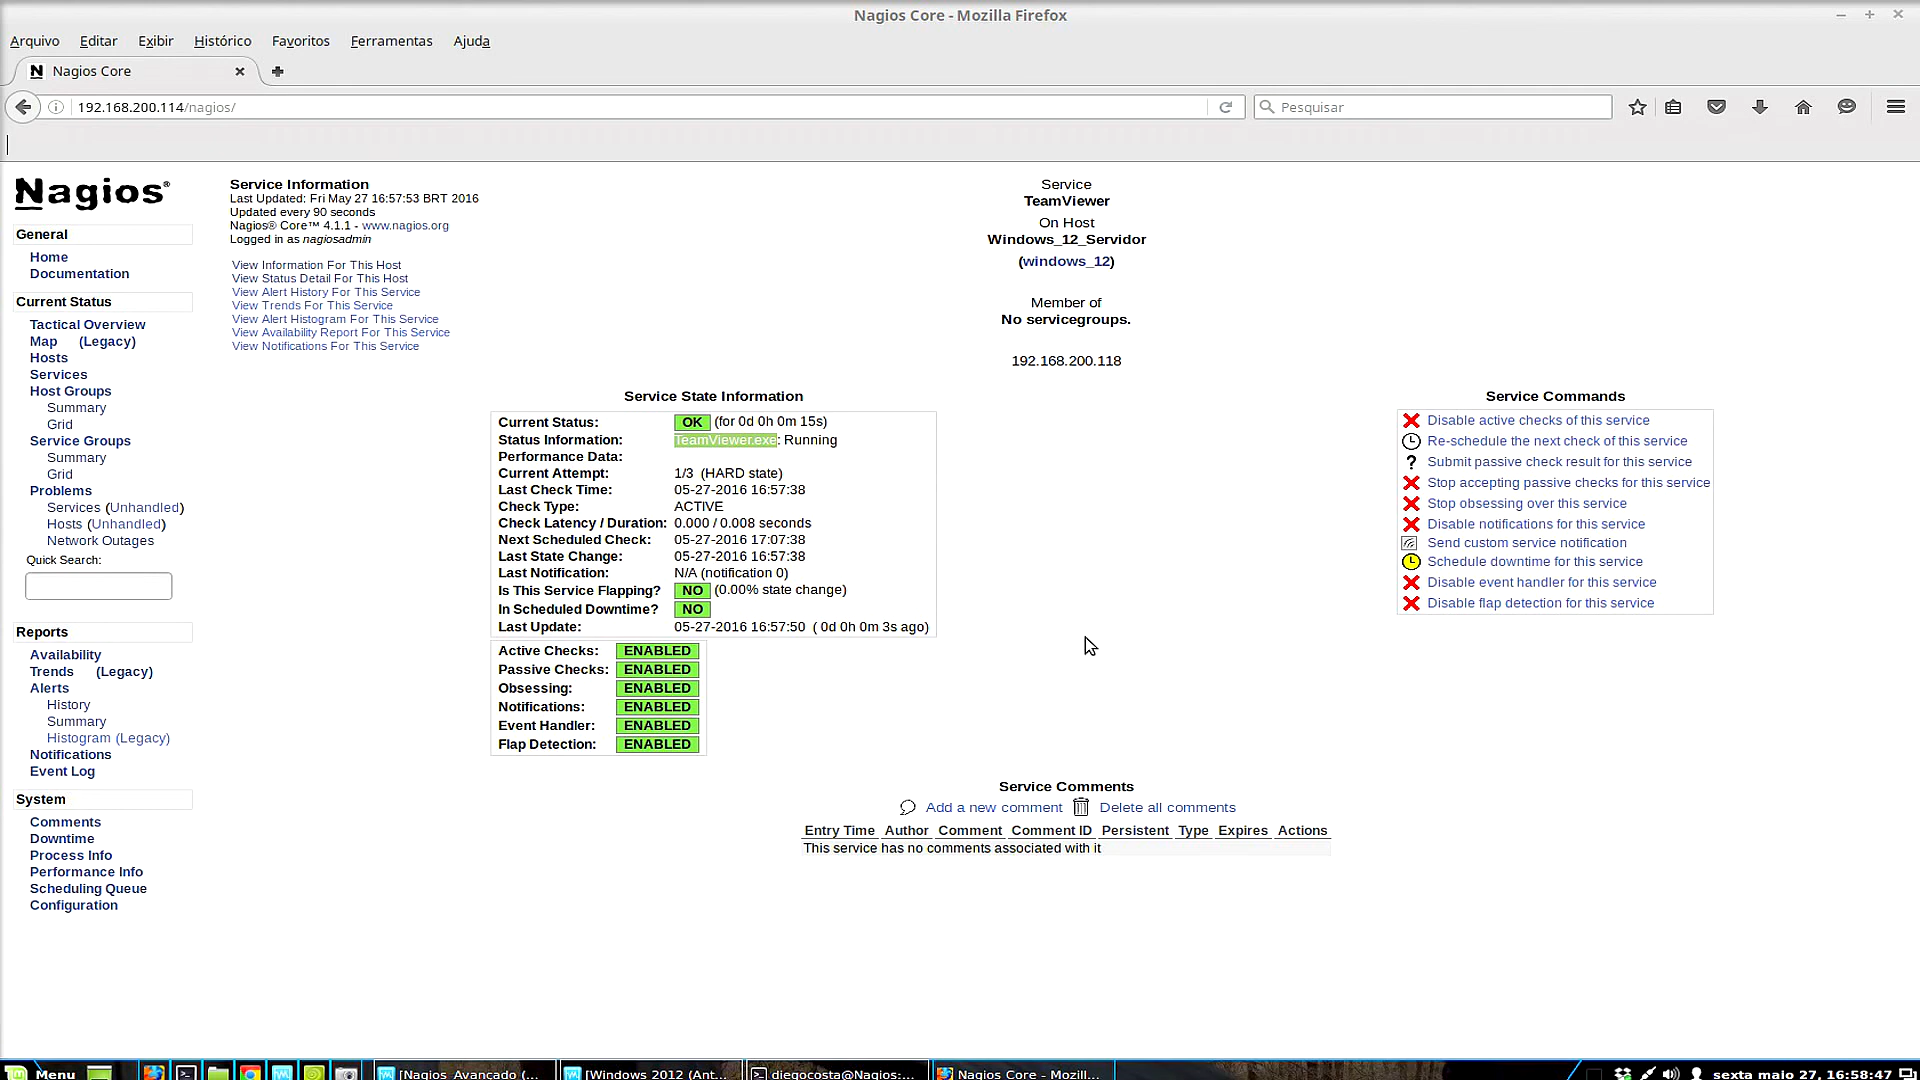 Nagios Core - Mozilla Firefox
Arquivo Editar Exibir Histórico Favoritos Ferramentas Ajuda
Nagios Core
192.168.200.114/nagios/
Pesquisar
Nagios®
General
Home
Documentation
Current Status
Tactical Overview
Map (Legacy)
Hosts
Services
Host Groups
Summary
Grid
Service Groups
Summary
Grid
Problems
Services (Unhandled)
Hosts (Unhandled)
Network Outages
Quick Search:
Reports
Availability
Trends (Legacy)
Alerts
History
Summary
Histogram (Legacy)
Notifications
Event Log
System
Comments
Downtime
Process Info
Performance Info
Scheduling Queue
Configuration
Service Information
Last Updated: Fri May 27 16:57:53 BRT 2016
Updated every 90 seconds
Nagios® Core™ 4.1.1 - www.nagios.org
Logged in as nagiosadmin
View Information For This Host
View Status Detail For This Host
View Alert History For This Service
View Trends For This Service
View Alert Histogram For This Service
View Availability Report For This Service
View Notifications For This Service
Service
TeamViewer
On Host
Windows_12_Servidor
(windows_12)
Member of
No servicegroups.
192.168.200.118
Service State Information
Current Status: OK (for 0d 0h 0m 15s)
Status Information: TeamViewer.exe: Running
Performance Data:
Current Attempt: 1/3 (HARD state)
Last Check Time: 05-27-2016 16:57:38
Check Type: ACTIVE
Check Latency / Duration: 0.000 / 0.008 seconds
Next Scheduled Check: 05-27-2016 17:07:38
Last State Change: 05-27-2016 16:57:38
Last Notification: N/A (notification 0)
Is This Service Flapping? NO (0.00% state change)
In Scheduled Downtime? NO
Last Update: 05-27-2016 16:57:50 ( 0d 0h 0m 3s ago)
Active Checks: ENABLED
Passive Checks: ENABLED
Obsessing: ENABLED
Notifications: ENABLED
Event Handler: ENABLED
Flap Detection: ENABLED
Service Commands
Disable active checks of this service
Re-schedule the next check of this service
Submit passive check result for this service
Stop accepting passive checks for this service
Stop obsessing over this service
Disable notifications for this service
Send custom service notification
Schedule downtime for this service
Disable event handler for this service
Disable flap detection for this service
Service Comments
Add a new comment Delete all comments
Entry Time Author Comment Comment ID Persistent Type Expires Actions
This service has no comments associated with it
Menu [Nagios_Avançado (... [Windows 2012 (Ant... diegocosta@Nagios:... Nagios Core - Mozill... sexta maio 27, 16:58:47